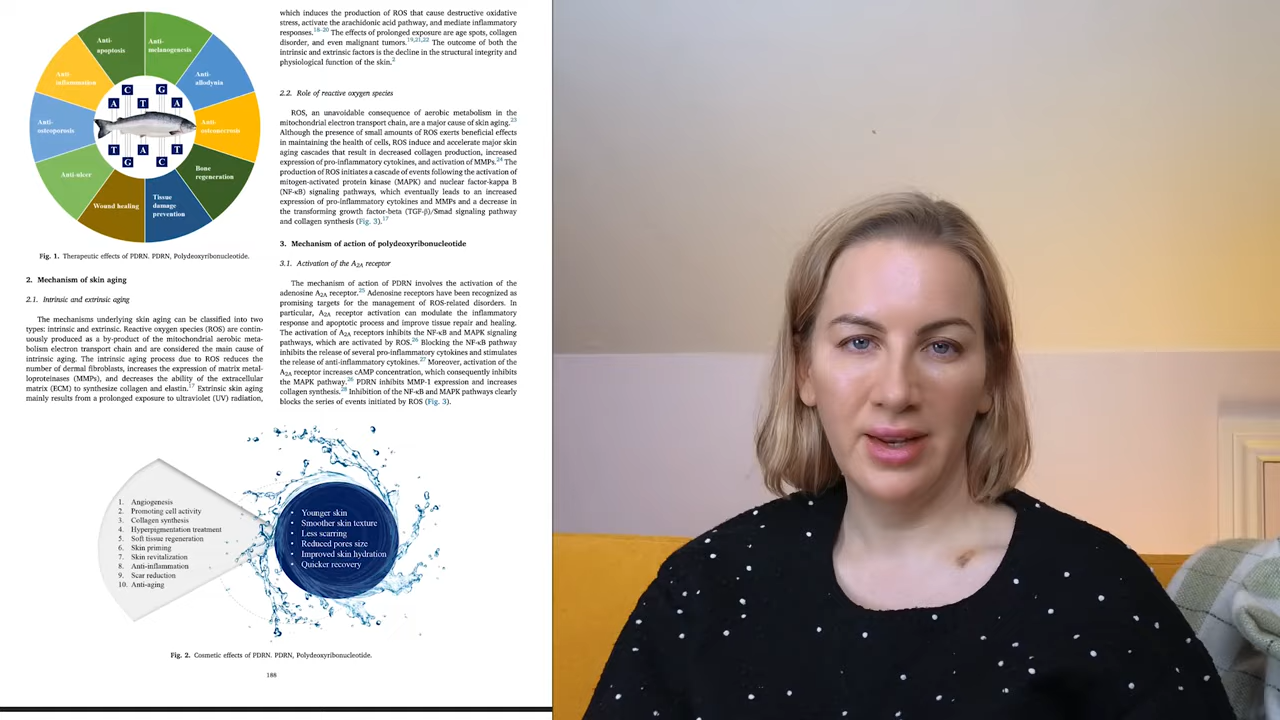 Anti-
apoptosis
Anti-
melanogenesis
Anti-
inflammation
Anti-
allodynia
Anti-
osteoporosis
Anti-
osteonecrosis
Anti-ulcer
Bone
regeneration
Wound healing
Tissue
damage
prevention
C G
A T A
T A T
G C
Fig. 1. Therapeutic effects of PDRN. PDRN, Polydeoxyribonucleotide.
2. Mechanism of skin aging
2.1. Intrinsic and extrinsic aging
The mechanisms underlying skin aging can be classified into two
types: intrinsic and extrinsic. Reactive oxygen species (ROS) are contin-
uously produced as a by-product of the mitochondrial aerobic meta-
bolism electron transport chain and are considered the main cause of
intrinsic aging. The intrinsic aging process due to ROS reduces the
number of dermal fibroblasts, increases the expression of matrix metal-
loproteinases (MMPs), and decreases the ability of the extracellular
matrix (ECM) to synthesize collagen and elastin.17 Extrinsic skin aging
mainly results from a prolonged exposure to ultraviolet (UV) radiation,
which induces the production of ROS that cause destructive oxidative
stress, activate the arachidonic acid pathway, and mediate inflammatory
responses.18–20 The effects of prolonged exposure are age spots, collagen
disorder, and even malignant tumors.19,21,22 The outcome of both the
intrinsic and extrinsic factors is the decline in the structural integrity and
physiological function of the skin.2
2.2. Role of reactive oxygen species
ROS, an unavoidable consequence of aerobic metabolism in the
mitochondrial electron transport chain, are a major cause of skin aging.23
Although the presence of small amounts of ROS exerts beneficial effects
in maintaining the health of cells, ROS induce and accelerate major skin
aging cascades that result in decreased collagen production, increased
expression of pro-inflammatory cytokines, and activation of MMPs.24 The
production of ROS initiates a cascade of events following the activation of
mitogen-activated protein kinase (MAPK) and nuclear factor-kappa B
(NF-κB) signaling pathways, which eventually leads to an increased
expression of pro-inflammatory cytokines and MMPs and a decrease in
the transforming growth factor-beta (TGF-β)/Smad signaling pathway
and collagen synthesis (Fig. 3).17
3. Mechanism of action of polydeoxyribonucleotide
3.1. Activation of the A2A receptor
The mechanism of action of PDRN involves the activation of the
adenosine A2A receptor.25 Adenosine receptors have been recognized as
promising targets for the management of ROS-related disorders. In
particular, A2A receptor activation can modulate the inflammatory
response and apoptotic process and improve tissue repair and healing.
The activation of A2A receptors inhibits the NF-κB and MAPK signaling
pathways, which are activated by ROS.26 Blocking the NF-κB pathway
inhibits the release of several pro-inflammatory cytokines and stimulates
the release of anti-inflammatory cytokines.27 Moreover, activation of the
A2A receptor increases cAMP concentration, which consequently inhibits
the MAPK pathway.25 PDRN inhibits MMP-1 expression and increases
collagen synthesis.28 Inhibition of the NF-κB and MAPK pathways clearly
blocks the series of events initiated by ROS (Fig. 3).
1. Angiogenesis
2. Promoting cell activity
3. Collagen synthesis
4. Hyperpigmentation treatment
5. Soft tissue regeneration
6. Skin priming
7. Skin revitalization
8. Anti-inflammation
9. Scar reduction
10. Anti-aging
• Younger skin
• Smoother skin texture
• Less scarring
• Reduced pores size
• Improved skin hydration
• Quicker recovery
Fig. 2. Cosmetic effects of PDRN. PDRN, Polydeoxyribonucleotide.
188